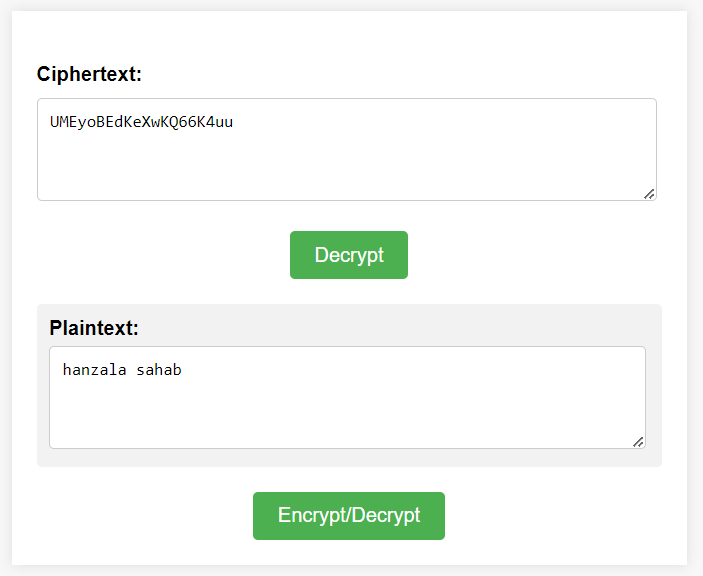 Ciphertext:
UMEyoBEdKeXwKQ66K4uu
Decrypt
Plaintext:
hanzala sahab
Encrypt/Decrypt